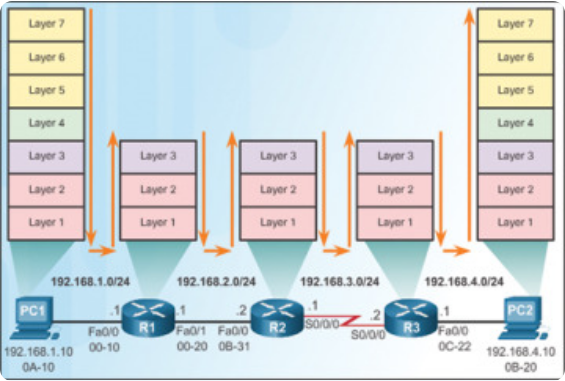 Layer 7
Layer 6
Layer 5
Layer 4
Layer 3
Layer 2
Layer 1
Layer 3
Layer 2
Layer 1
Layer 3
Layer 2
Layer 1
Layer 3
Layer 2
Layer 1
Layer 7
Layer 6
Layer 5
Layer 4
Layer 3
Layer 2
Layer 1
192.168.1.0/24
192.168.2.0/24
192.168.3.0/24
192.168.4.0/24
PC1
192.168.1.10
0A-10
.1
Fa0/0
00-10
R1
.1
Fa0/1
00-20
.2
Fa0/0
0B-31
R2
.1
S0/0/0
.2
S0/0/0
R3
.1
Fa0/0
0C-22
PC2
192.168.4.10
0B-20